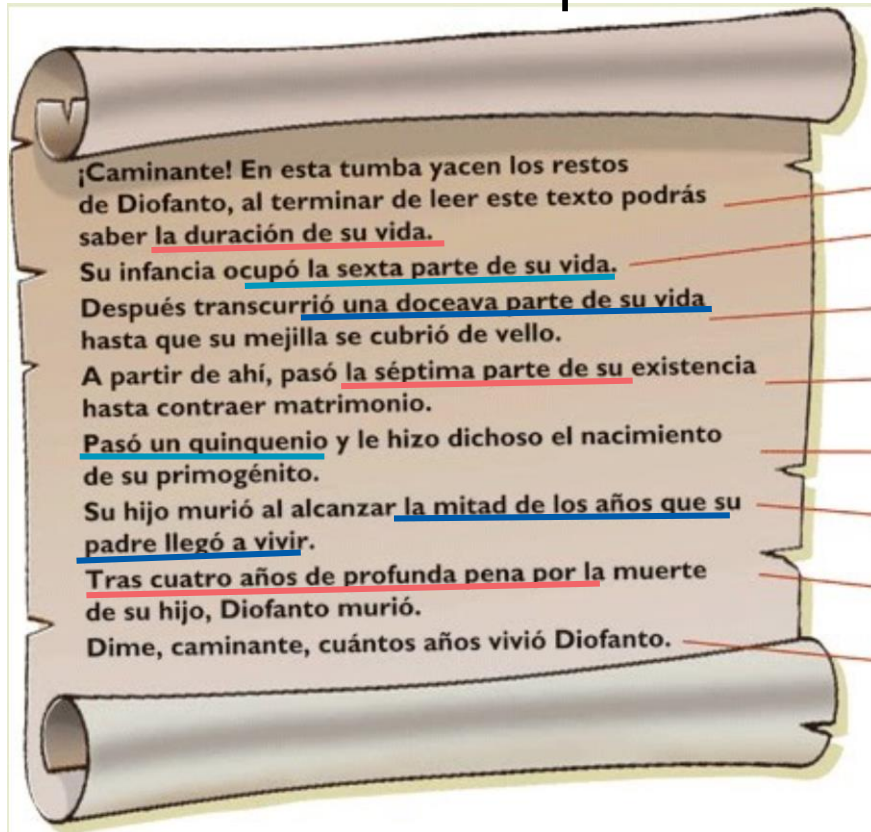 ¡Caminante! En esta tumba yacen los restos
de Diofanto, al terminar de leer este texto podrás
saber la duración de su vida.
Su infancia ocupó la sexta parte de su vida.
Después transcurrió una doceava parte de su vida
hasta que su mejilla se cubrió de vello.
A partir de ahí, pasó la séptima parte de su existencia
hasta contraer matrimonio.
Pasó un quinquenio y le hizo dichoso el nacimiento
de su primogénito.
Su hijo murió al alcanzar la mitad de los años que su
padre llegó a vivir.
Tras cuatro años de profunda pena por la muerte
de su hijo, Diofanto murió.
Dime, caminante, cuántos años vivió Diofanto.